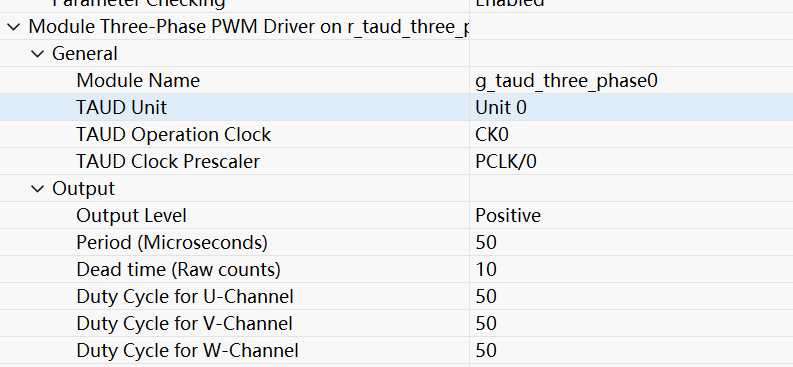 Parameter Checking Enabled
Module Three-Phase PWM Driver on r_taud_three_p
General
Module Name g_taud_three_phase0
TAUD Unit Unit 0
TAUD Operation Clock CK0
TAUD Clock Prescaler PCLK/0
Output
Output Level Positive
Period (Microseconds) 50
Dead time (Raw counts) 10
Duty Cycle for U-Channel 50
Duty Cycle for V-Channel 50
Duty Cycle for W-Channel 50